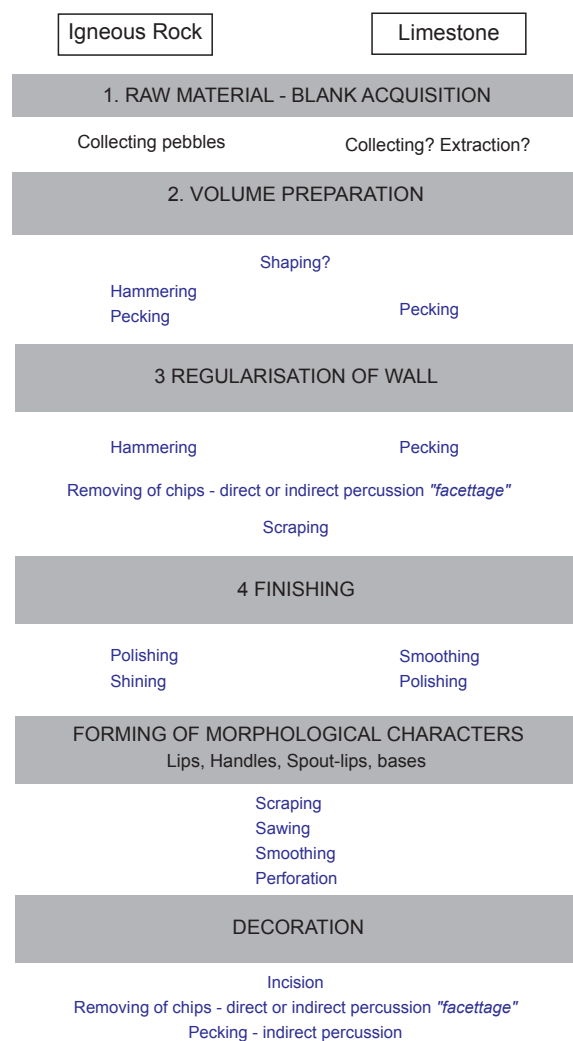 Igneous Rock
Limestone
1. RAW MATERIAL - BLANK ACQUISITION
Collecting pebbles
Collecting? Extraction?
2. VOLUME PREPARATION
Shaping?
Hammering
Pecking
Pecking
3 REGULARISATION OF WALL
Hammering
Pecking
Removing of chips - direct or indirect percussion "facettage"
Scraping
4 FINISHING
Polishing
Smoothing
Shining
Polishing
FORMING OF MORPHOLOGICAL CHARACTERS
Lips, Handles, Spout-lips, bases
Scraping
Sawing
Smoothing
Perforation
DECORATION
Incision
Removing of chips - direct or indirect percussion "facettage"
Pecking - indirect percussion